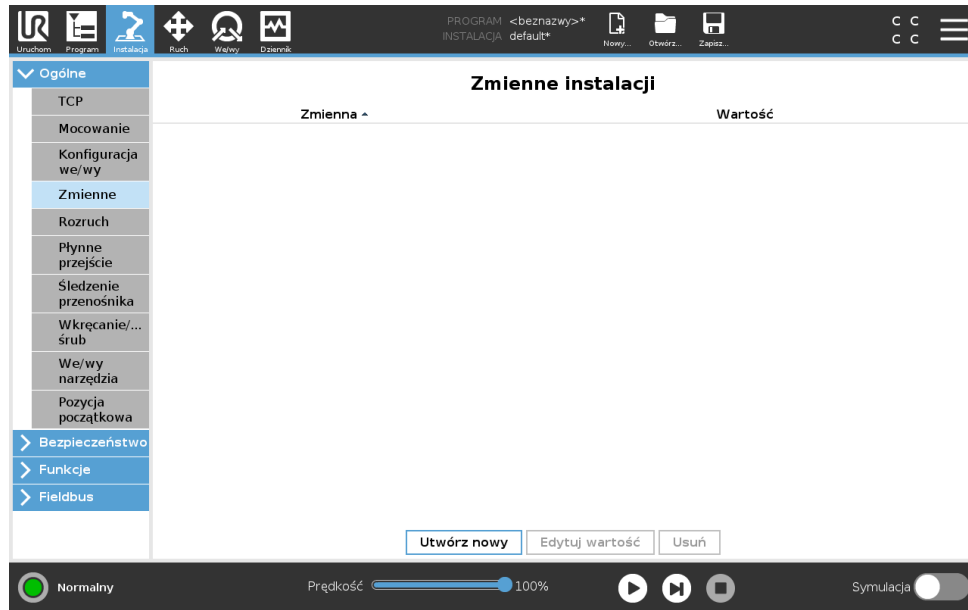 PROGRAM <beznazwy>*
INSTALACJA default*
C C
C C
UR
Uruchom Program Instalacja Ruch We/wy Dziennik Nowy... Otwórz... Zapisz...
Ogólne
TCP
Mocowanie
Konfiguracja
we/wy
Zmienne
Rozruch
Płynne
przejście
Śledzenie
przenośnika
Wkręcanie/...
śrub
We/wy
narzędzia
Pozycja
początkowa
Bezpieczeństwo
Funkcje
Fieldbus
Zmienne instalacji
Zmienna Wartość
Utwórz nowy Edytuj wartość Usuń
Normalny Prędkość 100% Symulacja